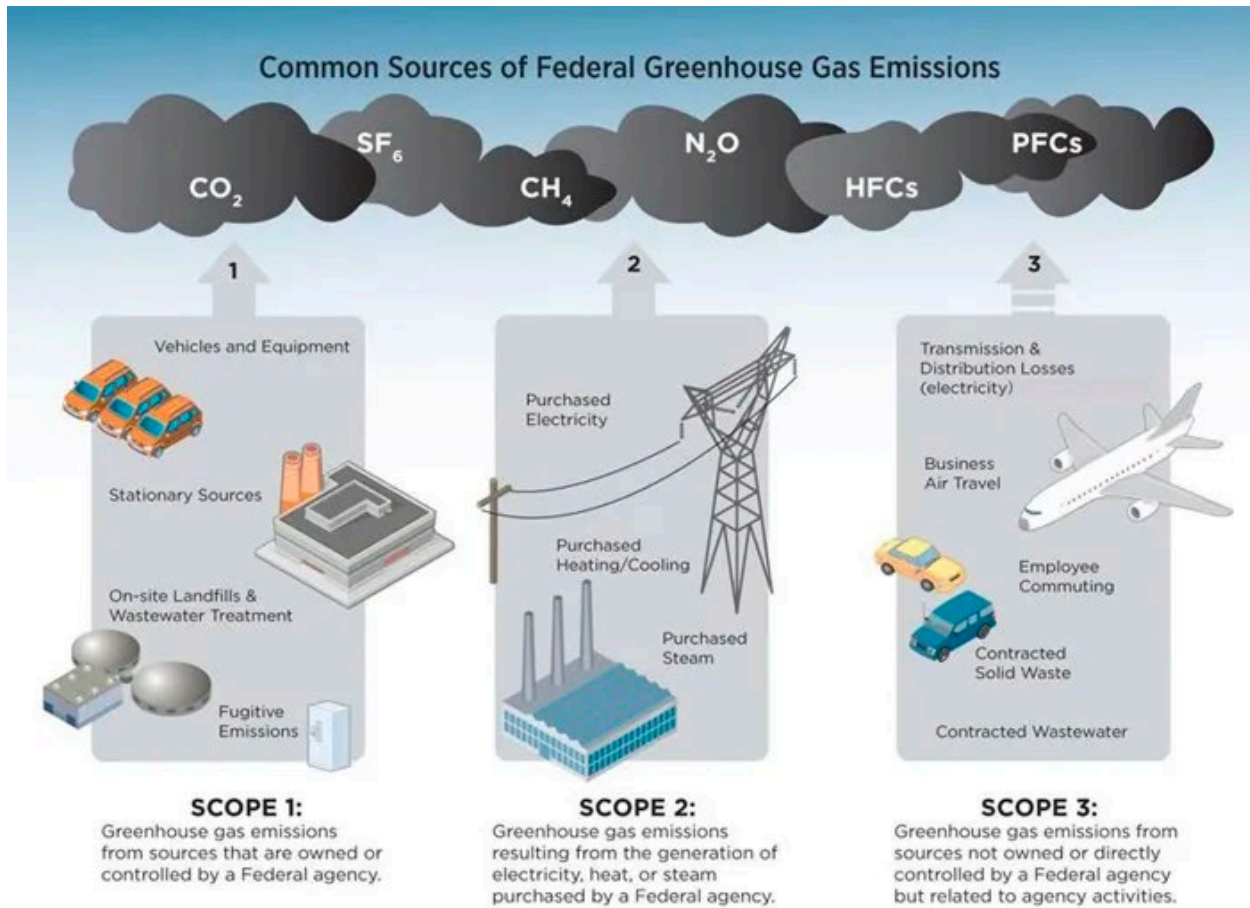 Common Sources of Federal Greenhouse Gas Emissions
SF₆
N₂O
PFCs
CO₂
CH₄
HFCs
1
2
3
Vehicles and Equipment
Stationary Sources
On-site Landfills &
Wastewater Treatment
Fugitive
Emissions
Purchased
Electricity
Purchased
Heating/Cooling
Purchased
Steam
Transmission &
Distribution Losses
(electricity)
Business
Air Travel
Employee
Commuting
Contracted
Solid Waste
Contracted Wastewater
SCOPE 1:
Greenhouse gas emissions
from sources that are owned or
controlled by a Federal agency.
SCOPE 2:
Greenhouse gas emissions
resulting from the generation of
electricity, heat, or steam
purchased by a Federal agency.
SCOPE 3:
Greenhouse gas emissions from
sources not owned or directly
controlled by a Federal agency
but related to agency activities.